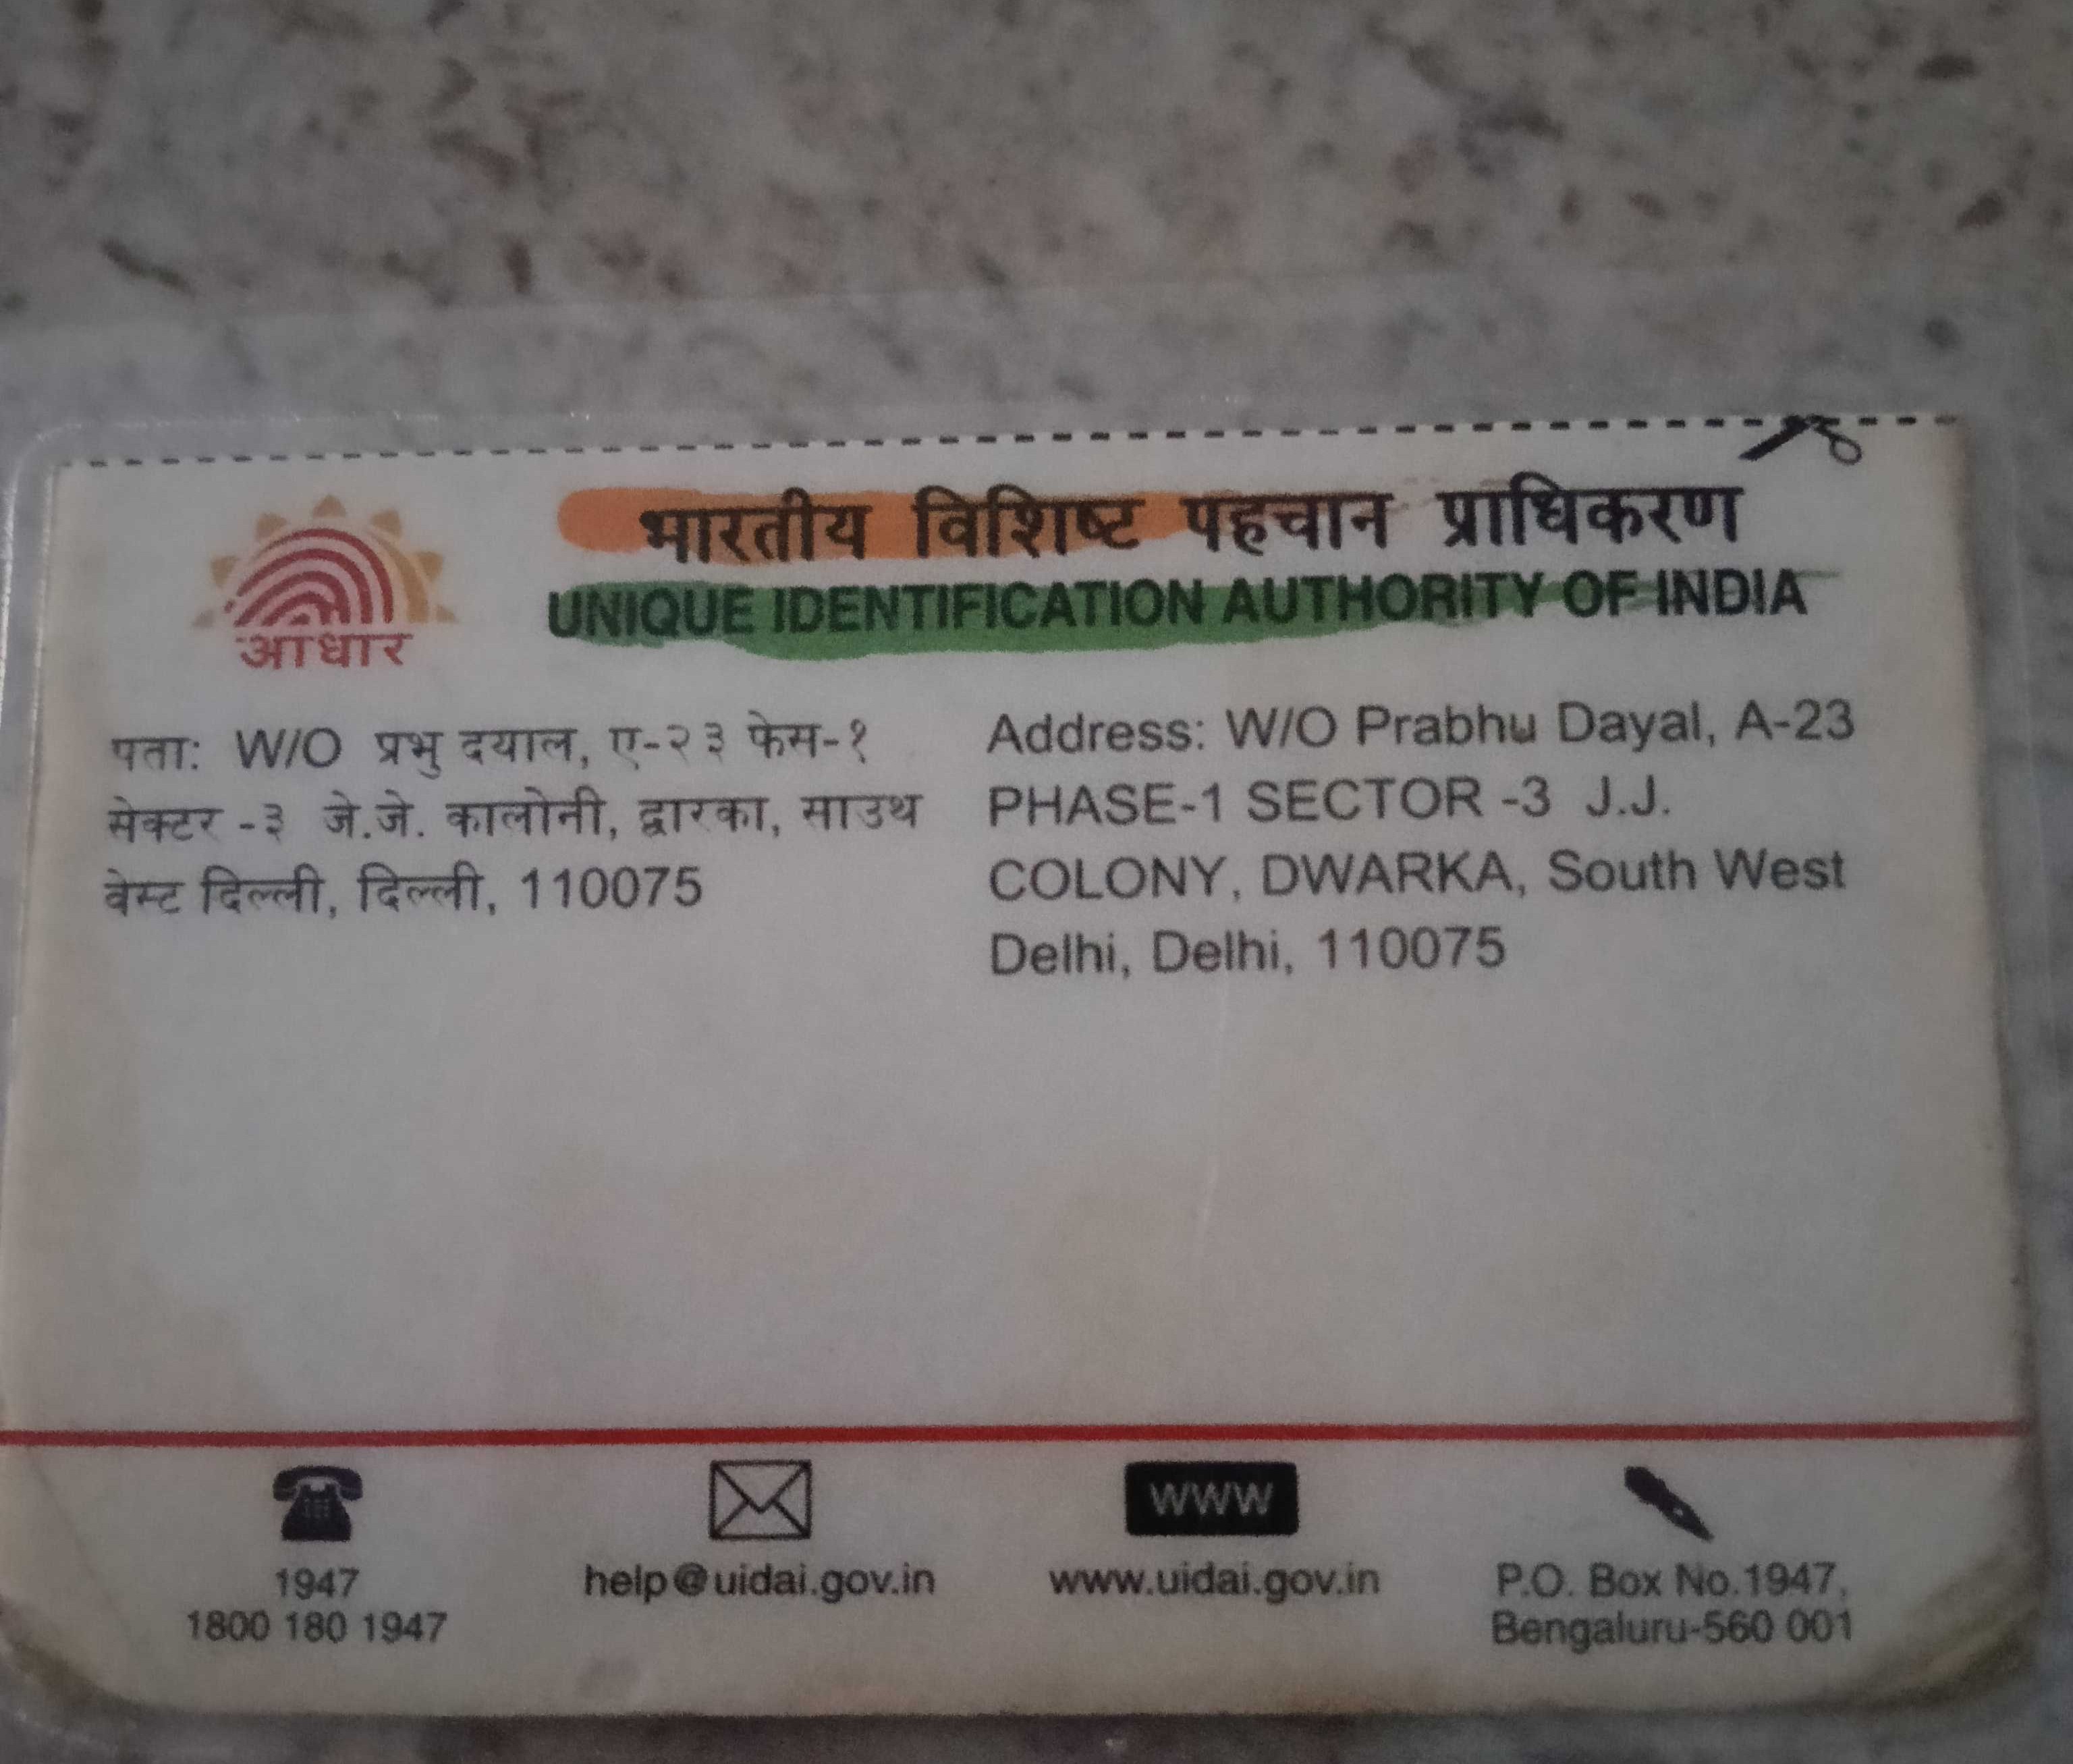 भारतीय विशिष्ट पहचान प्राधिकरण
UNIQUE IDENTIFICATION AUTHORITY OF INDIA
आधार
पता: W/O प्रभु दयाल, ए-२३ फेस-१
सेक्टर -३ जे.जे. कालोनी, द्वारका, साउथ
वेस्ट दिल्ली, दिल्ली, 110075
Address: W/O Prabhu Dayal, A-23
PHASE-1 SECTOR -3 J.J.
COLONY, DWARKA, South West
Delhi, Delhi, 110075
1947
1800 180 1947
help@uidai.gov.in
WWW
www.uidai.gov.in
P.O. Box No.1947,
Bengaluru-560 001